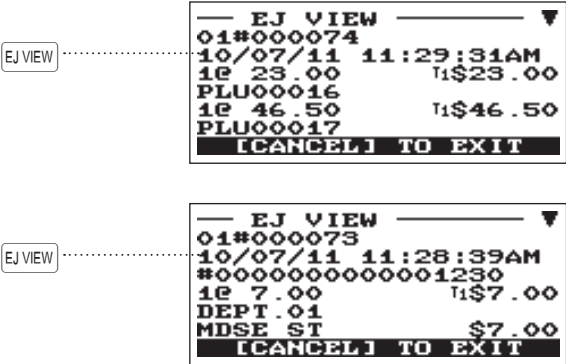 EJ VIEW
EJ VIEW ▼
01#000074
10/07/11 11:29:31AM
1@ 23.00 T1$23.00
PLU00016
1@ 46.50 T1$46.50
PLU00017
[CANCEL] TO EXIT
EJ VIEW
EJ VIEW ▼
01#000073
10/07/11 11:28:39AM
#0000000000001230
1@ 7.00 T1$7.00
DEPT.01
MDSE ST $7.00
[CANCEL] TO EXIT